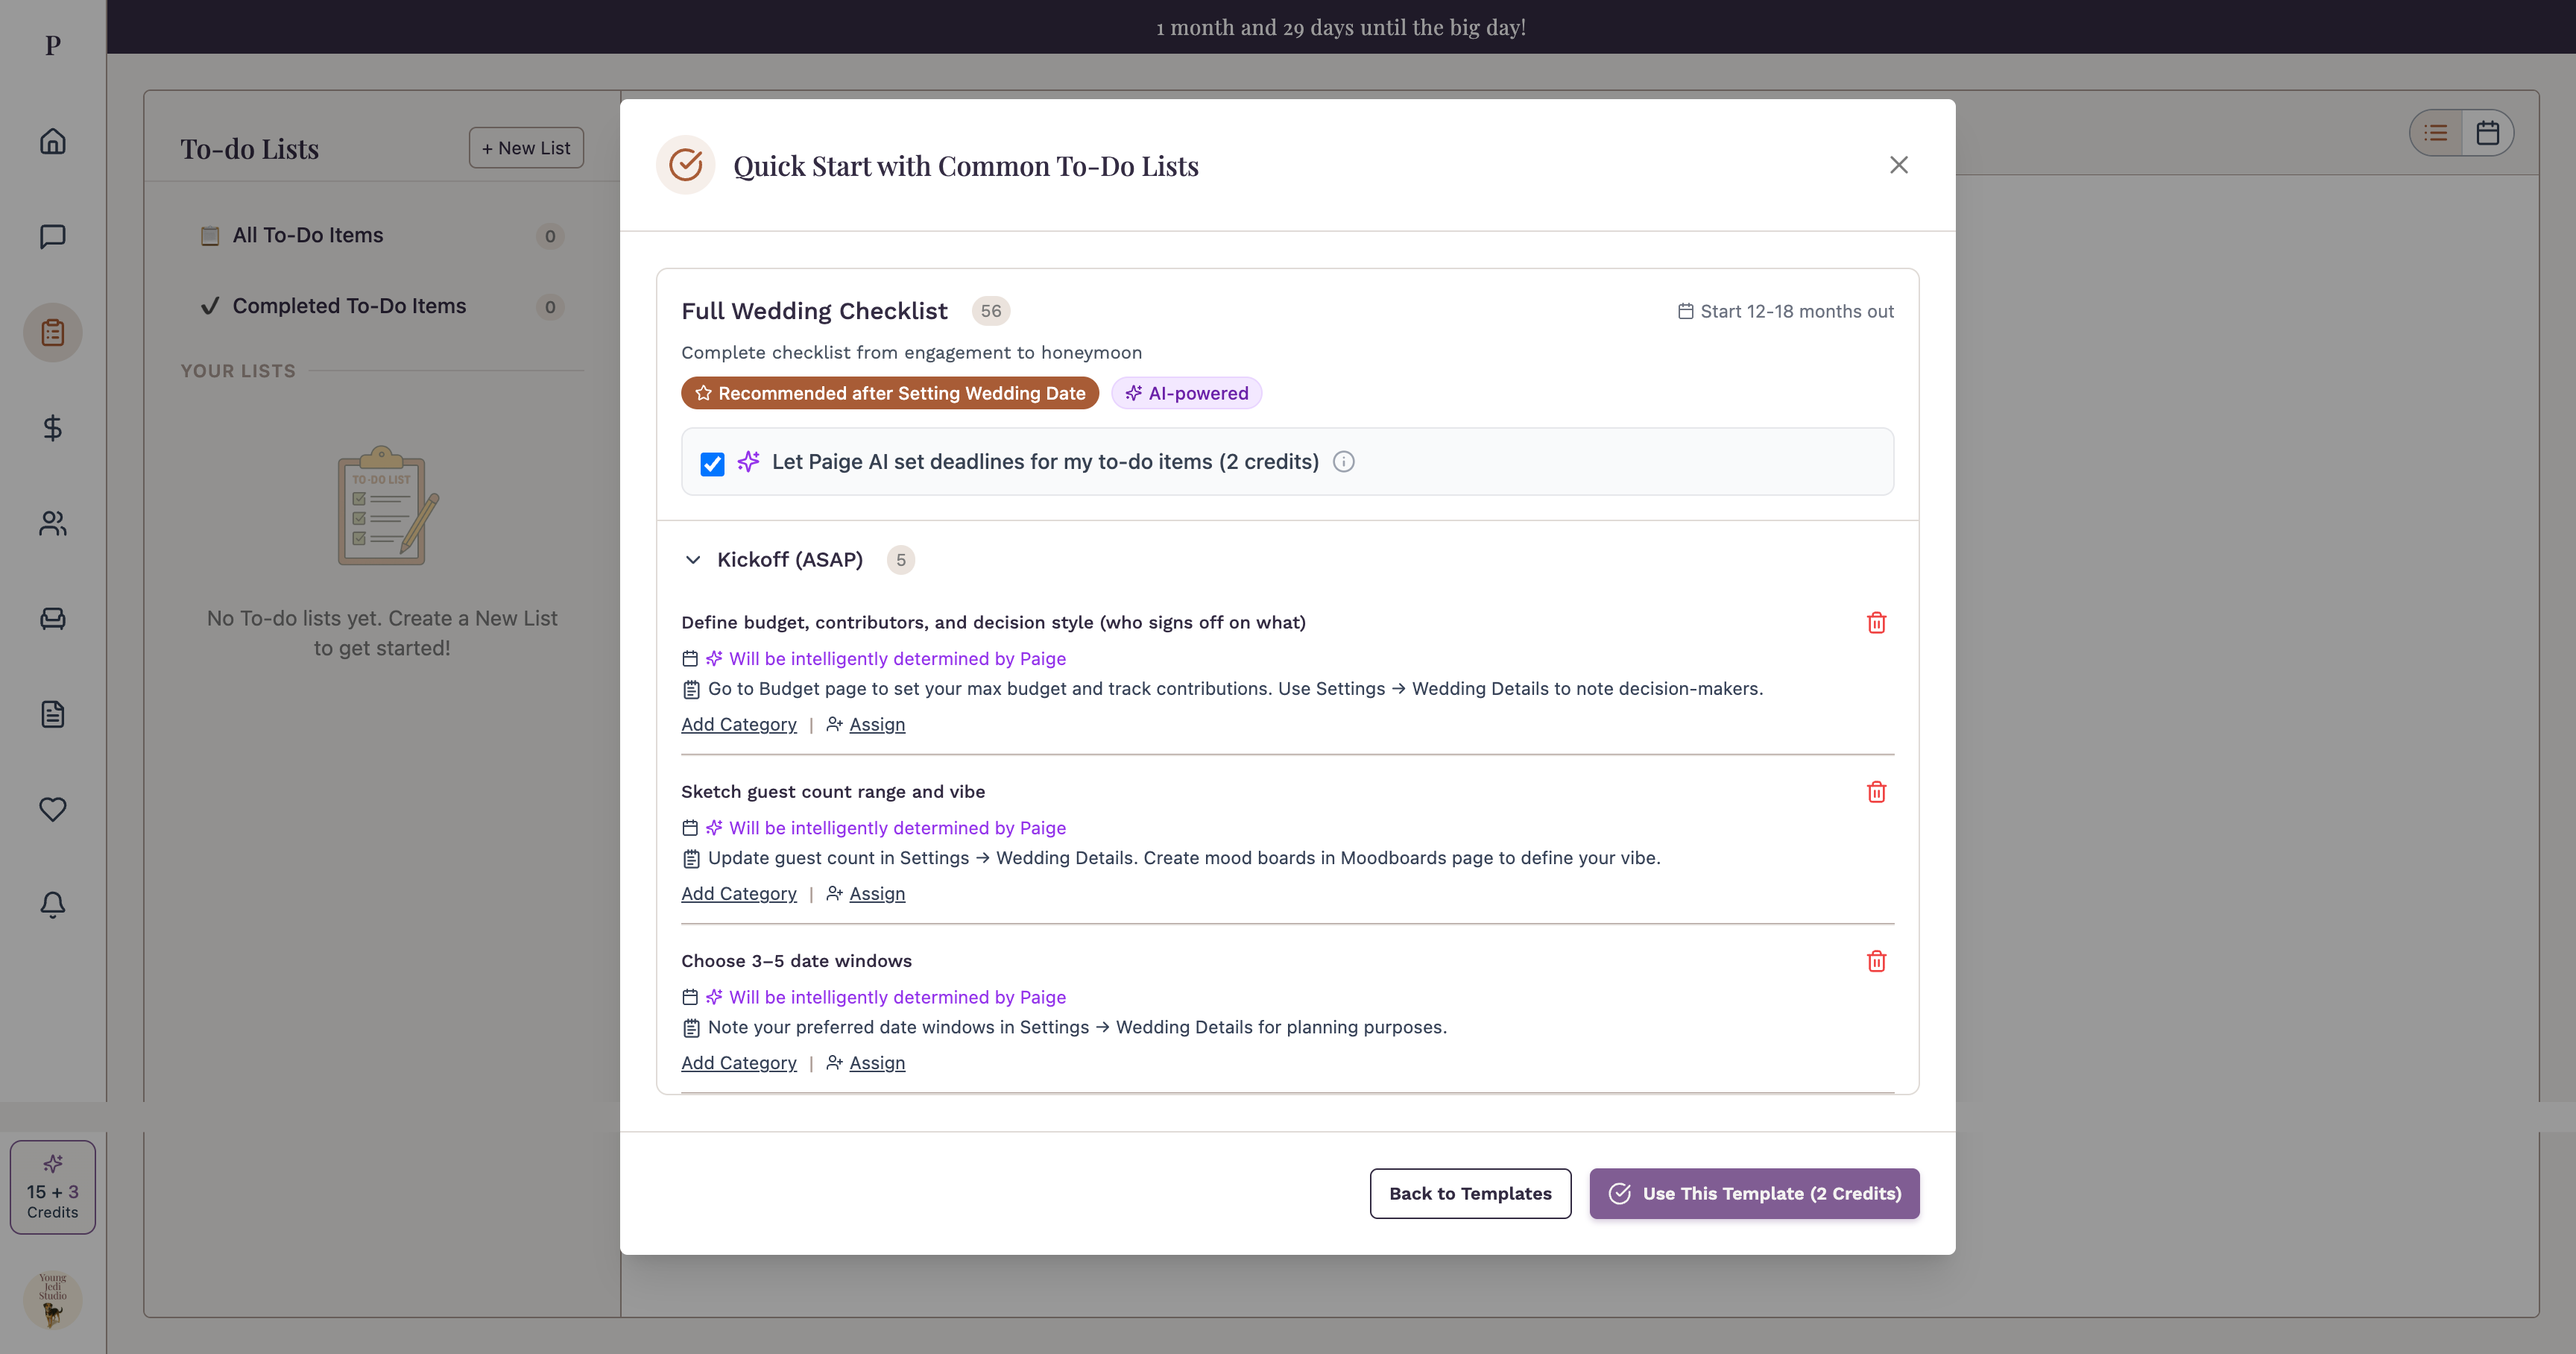 P
1 month and 29 days until the big day!
To-do Lists
+ New List
All To-Do Items
0
Completed To-Do Items
0
YOUR LISTS
TO-DO LIST
No To-do lists yet. Create a New List
to get started!
15 + 3
Credits
Young
Jedi
Studio
Quick Start with Common To-Do Lists
Full Wedding Checklist
56
Start 12-18 months out
Complete checklist from engagement to honeymoon
Recommended after Setting Wedding Date
AI-powered
Let Paige AI set deadlines for my to-do items (2 credits)
Kickoff (ASAP)
5
Define budget, contributors, and decision style (who signs off on what)
Will be intelligently determined by Paige
Go to Budget page to set your max budget and track contributions. Use Settings → Wedding Details to note decision-makers.
Add Category | Assign
Sketch guest count range and vibe
Will be intelligently determined by Paige
Update guest count in Settings → Wedding Details. Create mood boards in Moodboards page to define your vibe.
Add Category | Assign
Choose 3–5 date windows
Will be intelligently determined by Paige
Note your preferred date windows in Settings → Wedding Details for planning purposes.
Add Category | Assign
Back to Templates
Use This Template (2 Credits)